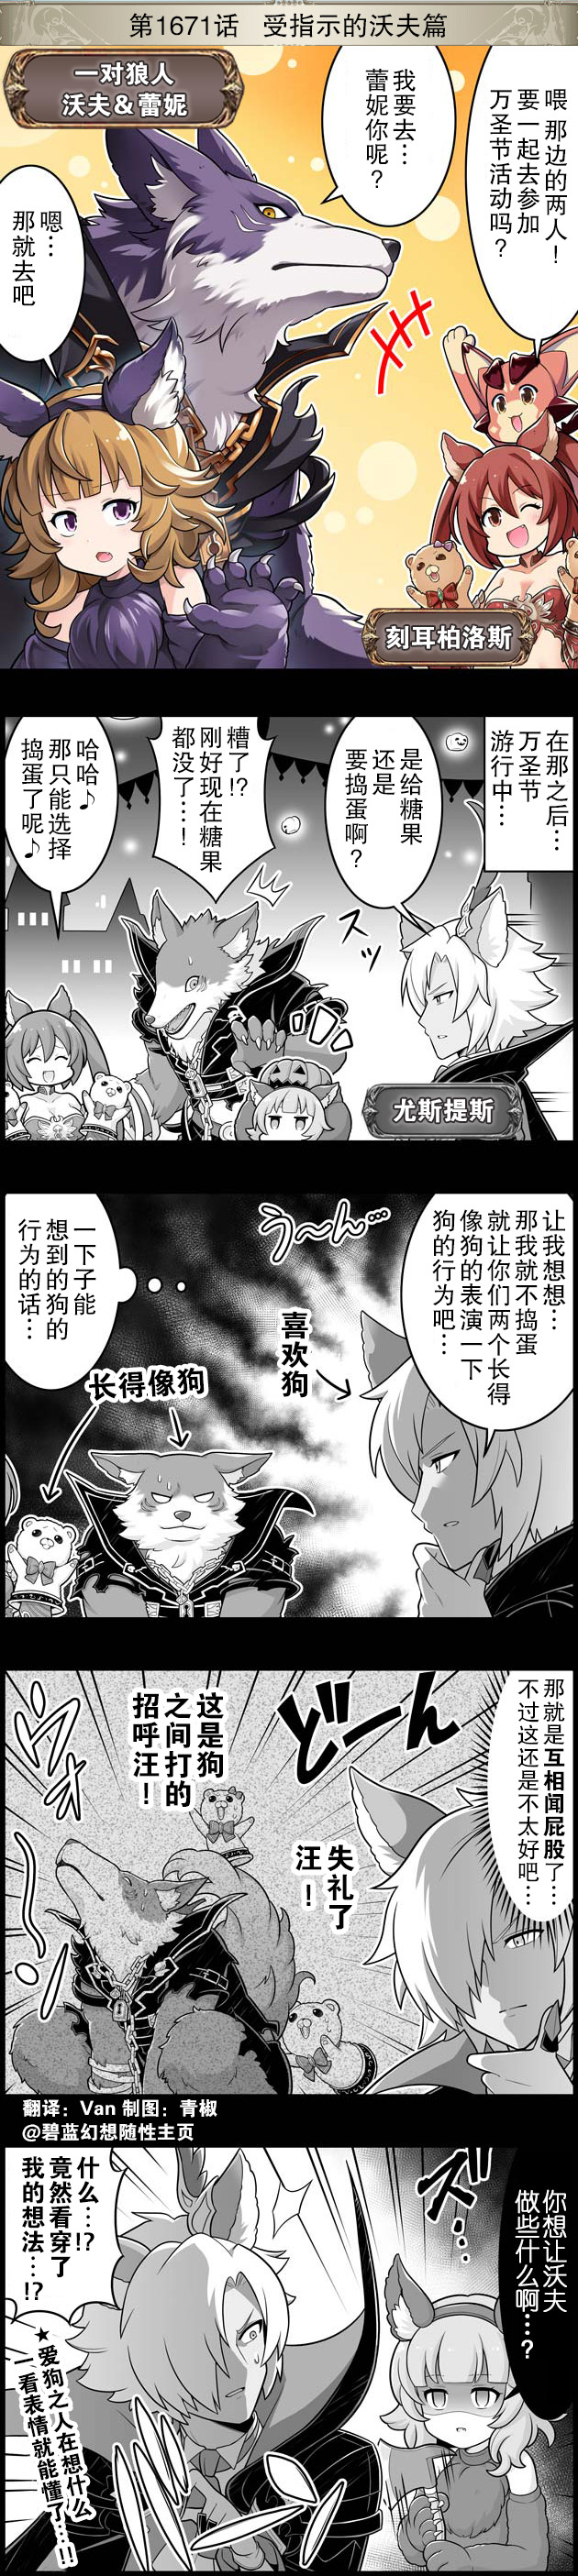 第1671话 受指示的沃夫篇
一对狼人
沃夫&蕾妮
喂 那边的两人！
要一起去参加
万圣节活动吗？
我要去…
蕾妮你呢？
嗯…
那就去吧
刻耳柏洛斯
在那之后…
万圣节
游行中…
是给糖果
还是
要捣蛋啊？
糟了!?
刚好现在糖果
都没了…！
哈哈♪
那只能选择
捣蛋了呢♪
スッ
尤斯提斯
让我想想…
那我就不捣蛋
就让你们两个长得
像狗的表演一下
狗的行为吧…
う～ん…
一下子能
想到的狗的
行为的话…
喜欢狗
长得像狗
那就是互相闻屁股了…
不过这还是不太好吧…
どーん
这是狗
之间打的
招呼汪！
失礼了
汪！
翻译：Van 制图：青椒
@碧蓝幻想随性主页
你想让沃夫
做些什么啊…？
ズズ…
什么…!?
竟然看穿了
我的想法…!?
★爱狗之人在想什么
一看表情就能懂了…!!